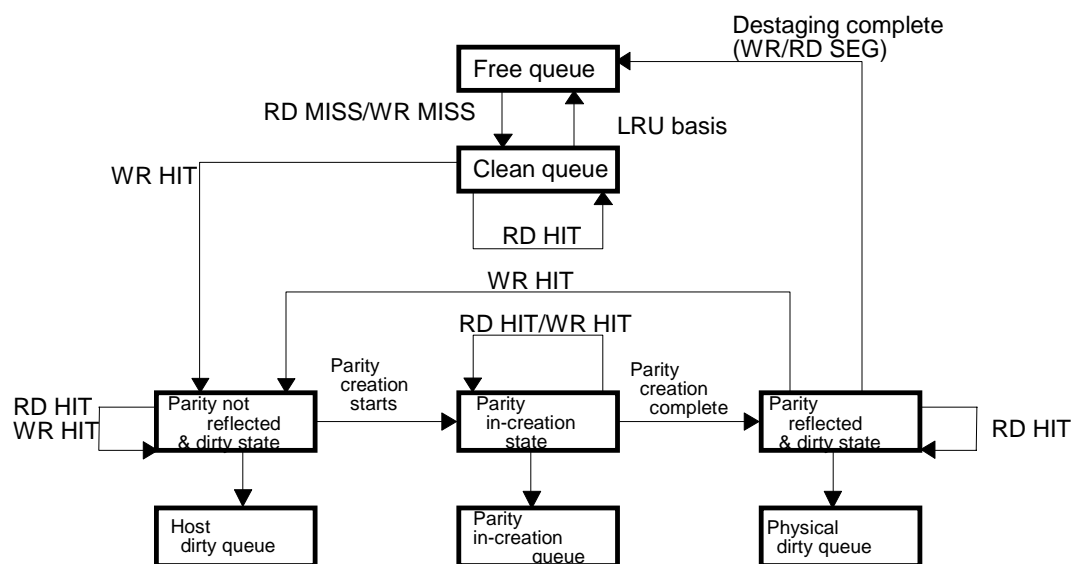 Destaging complete
(WR/RD SEG)
Free queue
RD MISS/WR MISS
LRU basis
Clean queue
WR HIT
RD HIT
WR HIT
RD HIT/WR HIT
Parity
creation
starts
Parity
creation
complete
RD HIT
WR HIT
Parity not
reflected
& dirty state
Parity
in-creation
state
Parity
reflected
& dirty state
RD HIT
Host
dirty queue
Parity
in-creation
queue
Physical
dirty queue